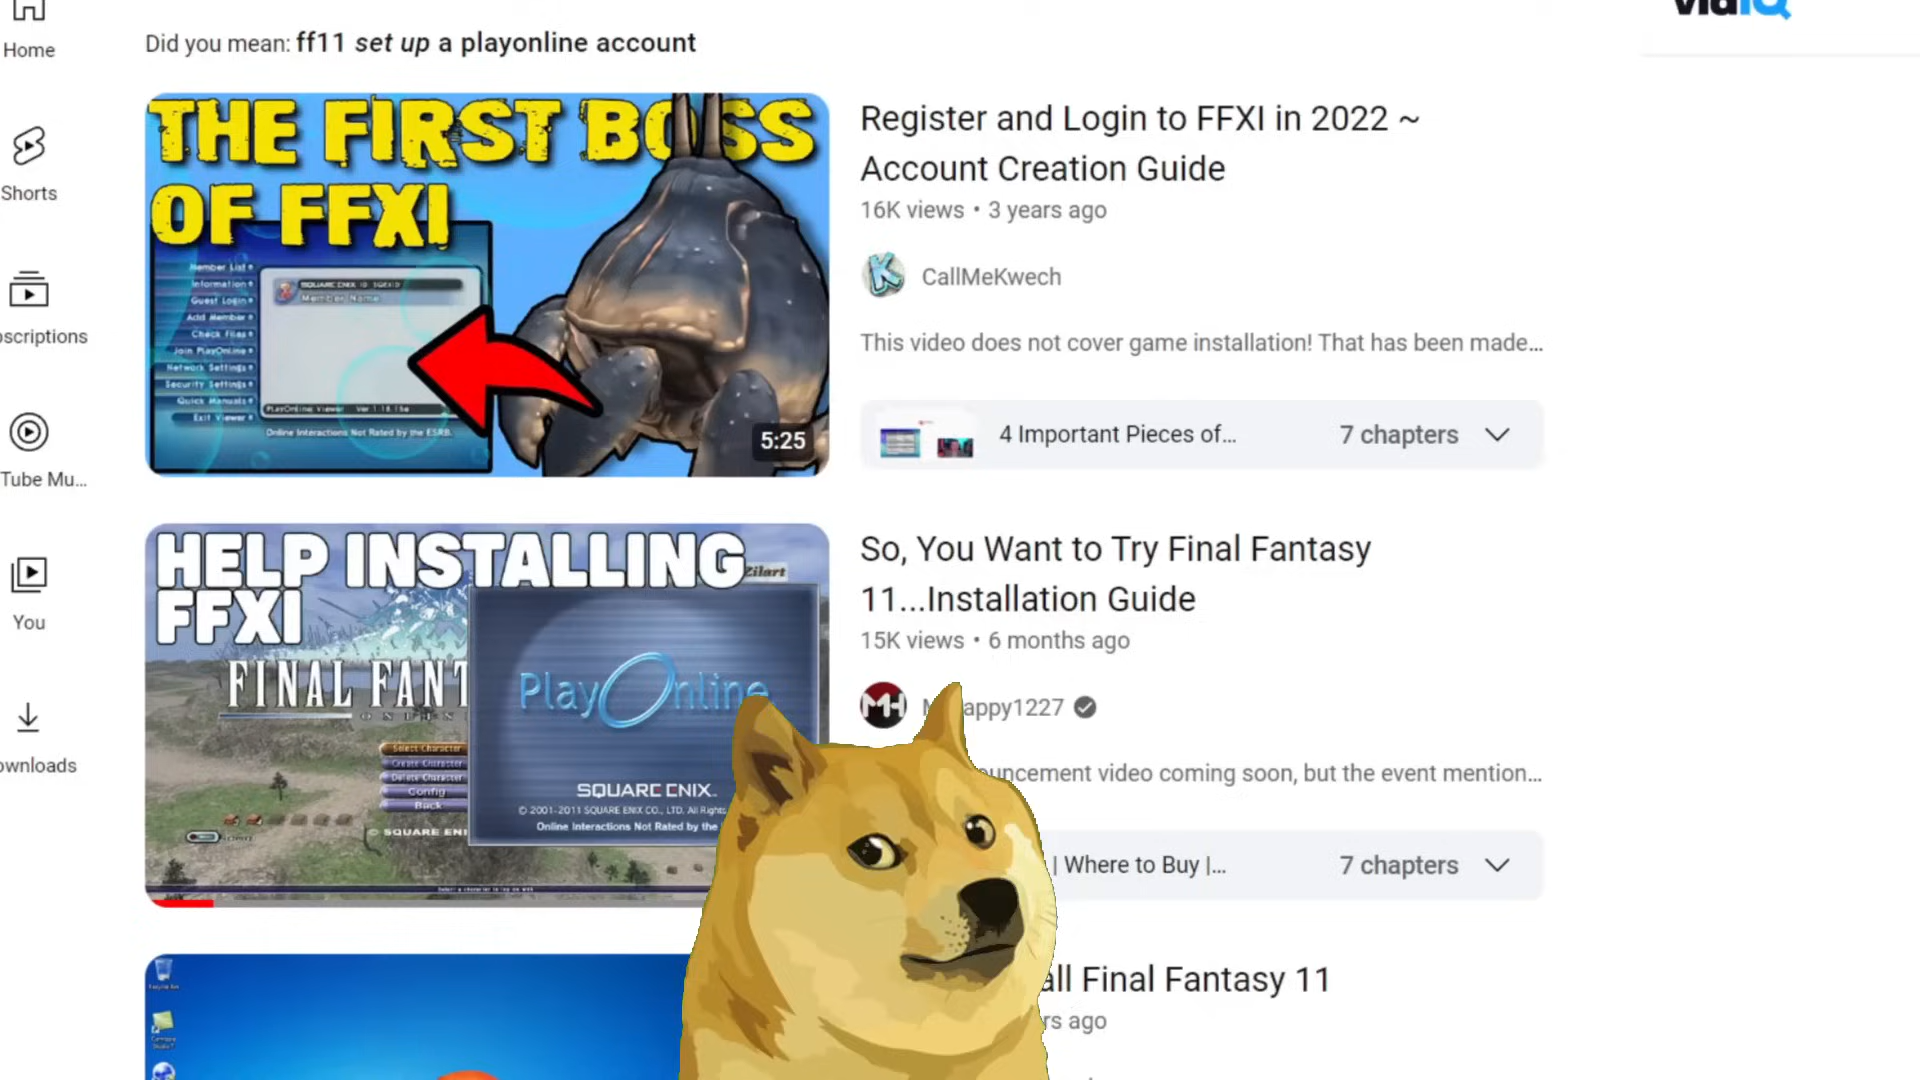 vidIQ
Home
Did you mean: ff11 set up a playonline account
Shorts
scriptions
Tube Mu...
You
wnloads
THE FIRST BOSS
OF FFXI
Member List
Information
Guest Login
Add Member
Check Files
Join PlayOnline
Network Settings
Security Settings
Quick Manuals
Exit Viewer
SQUARE ENIX ID: SQEXID
Member Name
PlayOnline Viewer Ver 1.18.15e
Online Interactions Not Rated by the ESRB.
5:25
Register and Login to FFXI in 2022 ~
Account Creation Guide
16K views • 3 years ago
K
CallMeKwech
This video does not cover game installation! That has been made...
4 Important Pieces of...
7 chapters
HELP INSTALLING
FFXI
Zilart
FINAL FANT
PlayOnline
Select Character
Create Character
Delete Character
Config
Back
© SQUARE ENI
SQUARE ENIX
© 2001-2011 SQUARE ENIX CO., LTD. All Rights
Online Interactions Not Rated by the
So, You Want to Try Final Fantasy
11...Installation Guide
15K views • 6 months ago
MH
appy1227
uncement video coming soon, but the event mention...
| Where to Buy |...
7 chapters
all Final Fantasy 11
rs ago